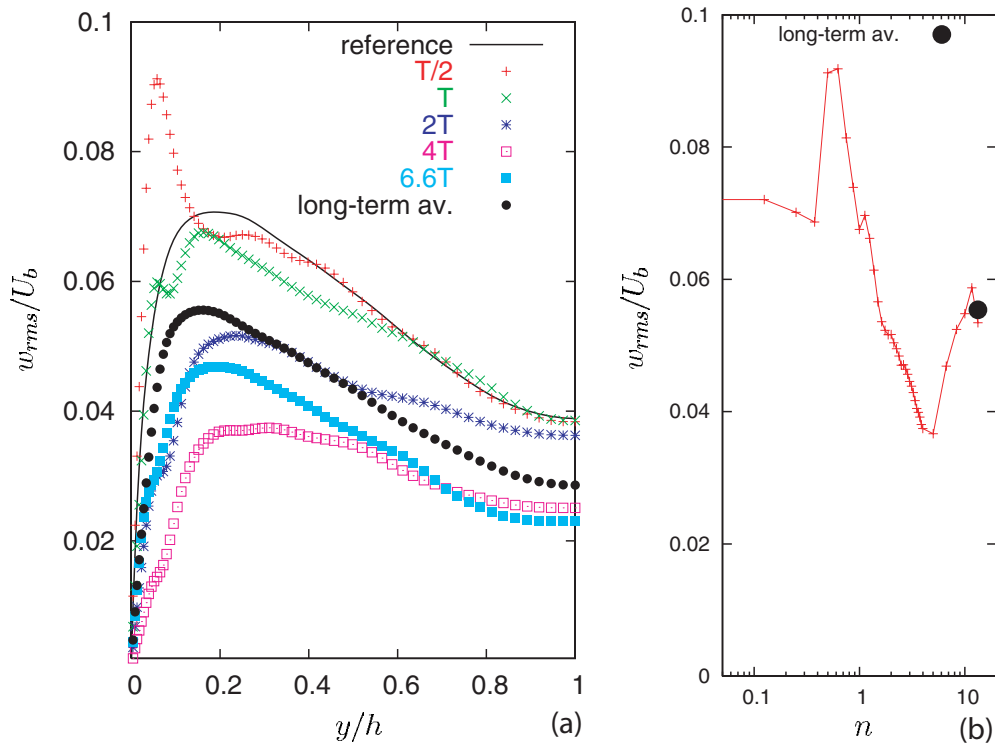 0.1
0.08
0.06
0.04
0.02
w_rms/U_b
reference
T/2
T
2T
4T
6.6T
long-term av.
0 0.2 0.4 0.6 0.8 1
y/h
(a)
0.1
0.08
0.06
0.04
0.02
0
w_rms/U_b
long-term av.
0.1 1 10
n
(b)